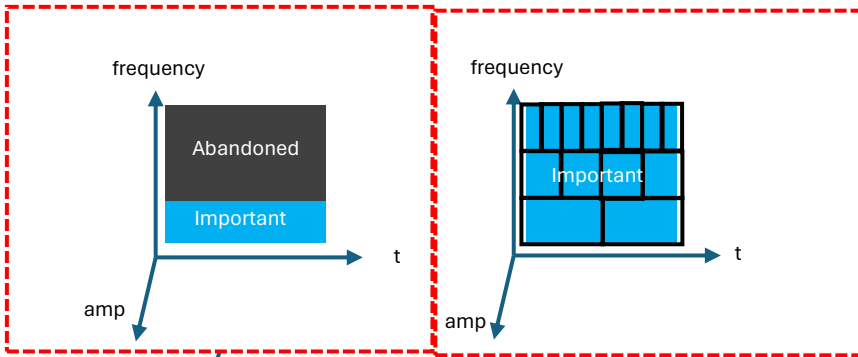 frequency
Abandoned
Important
t
amp
frequency
Important
t
amp